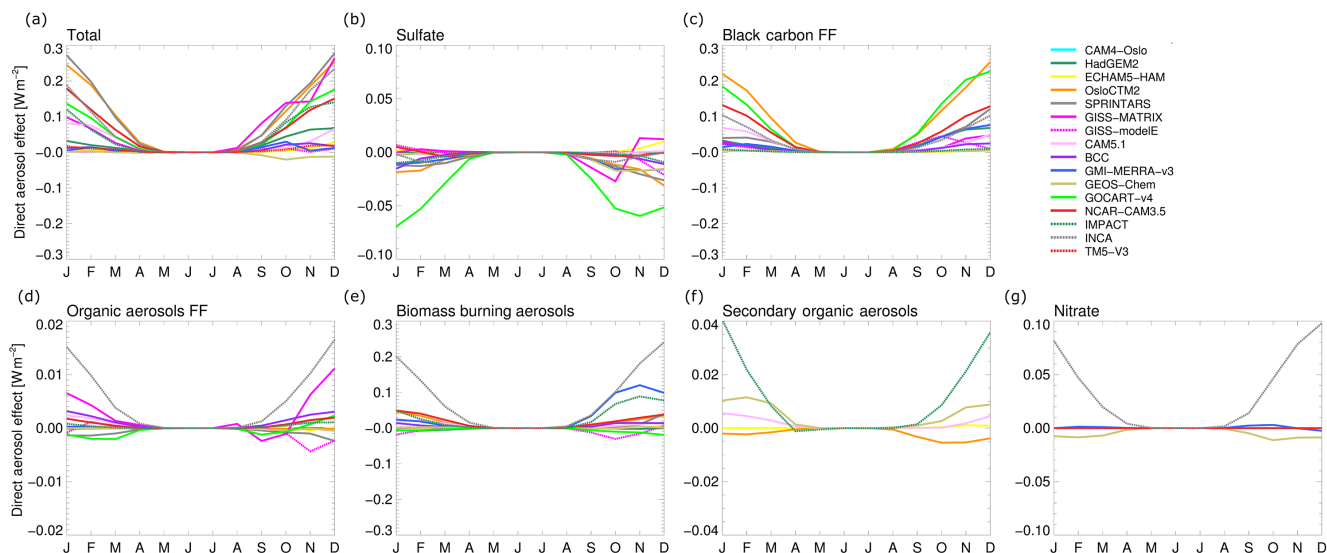 (a)
Total
(b)
Sulfate
(c)
Black carbon FF
Direct aerosol effect [W m−2]
0.3
0.2
0.1
−0.0
−0.1
−0.2
−0.3
J F M A M J J A S O N D
0.10
0.05
0.00
−0.05
−0.10
J F M A M J J A S O N D
0.3
0.2
0.1
−0.0
−0.1
−0.2
−0.3
J F M A M J J A S O N D
CAM4−Oslo
HadGEM2
ECHAM5−HAM
OsloCTM2
SPRINTARS
GISS−MATRIX
GISS−modelE
CAM5.1
BCC
GMI−MERRA−v3
GEOS−Chem
GOCART−v4
NCAR−CAM3.5
IMPACT
INCA
TM5−V3
(d)
Organic aerosols FF
(e)
Biomass burning aerosols
(f)
Secondary organic aerosols
(g)
Nitrate
Direct aerosol effect [W m−2]
0.02
0.01
0.00
−0.01
−0.02
J F M A M J J A S O N D
0.3
0.2
0.1
−0.0
−0.1
−0.2
−0.3
J F M A M J J A S O N D
0.04
0.02
0.00
−0.02
−0.04
J F M A M J J A S O N D
0.10
0.05
0.00
−0.05
−0.10
J F M A M J J A S O N D